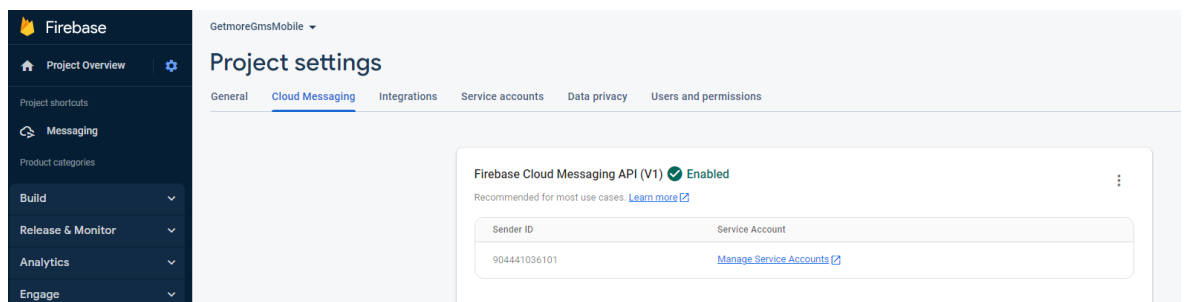 Firebase
Project Overview
Project shortcuts
Messaging
Product categories
Build
Release & Monitor
Analytics
Engage
GetmoreGmsMobile
Project settings
General Cloud Messaging Integrations Service accounts Data privacy Users and permissions
Firebase Cloud Messaging API (V1) Enabled
Recommended for most use cases. Learn more
Sender ID Service Account
904441036101 Manage Service Accounts